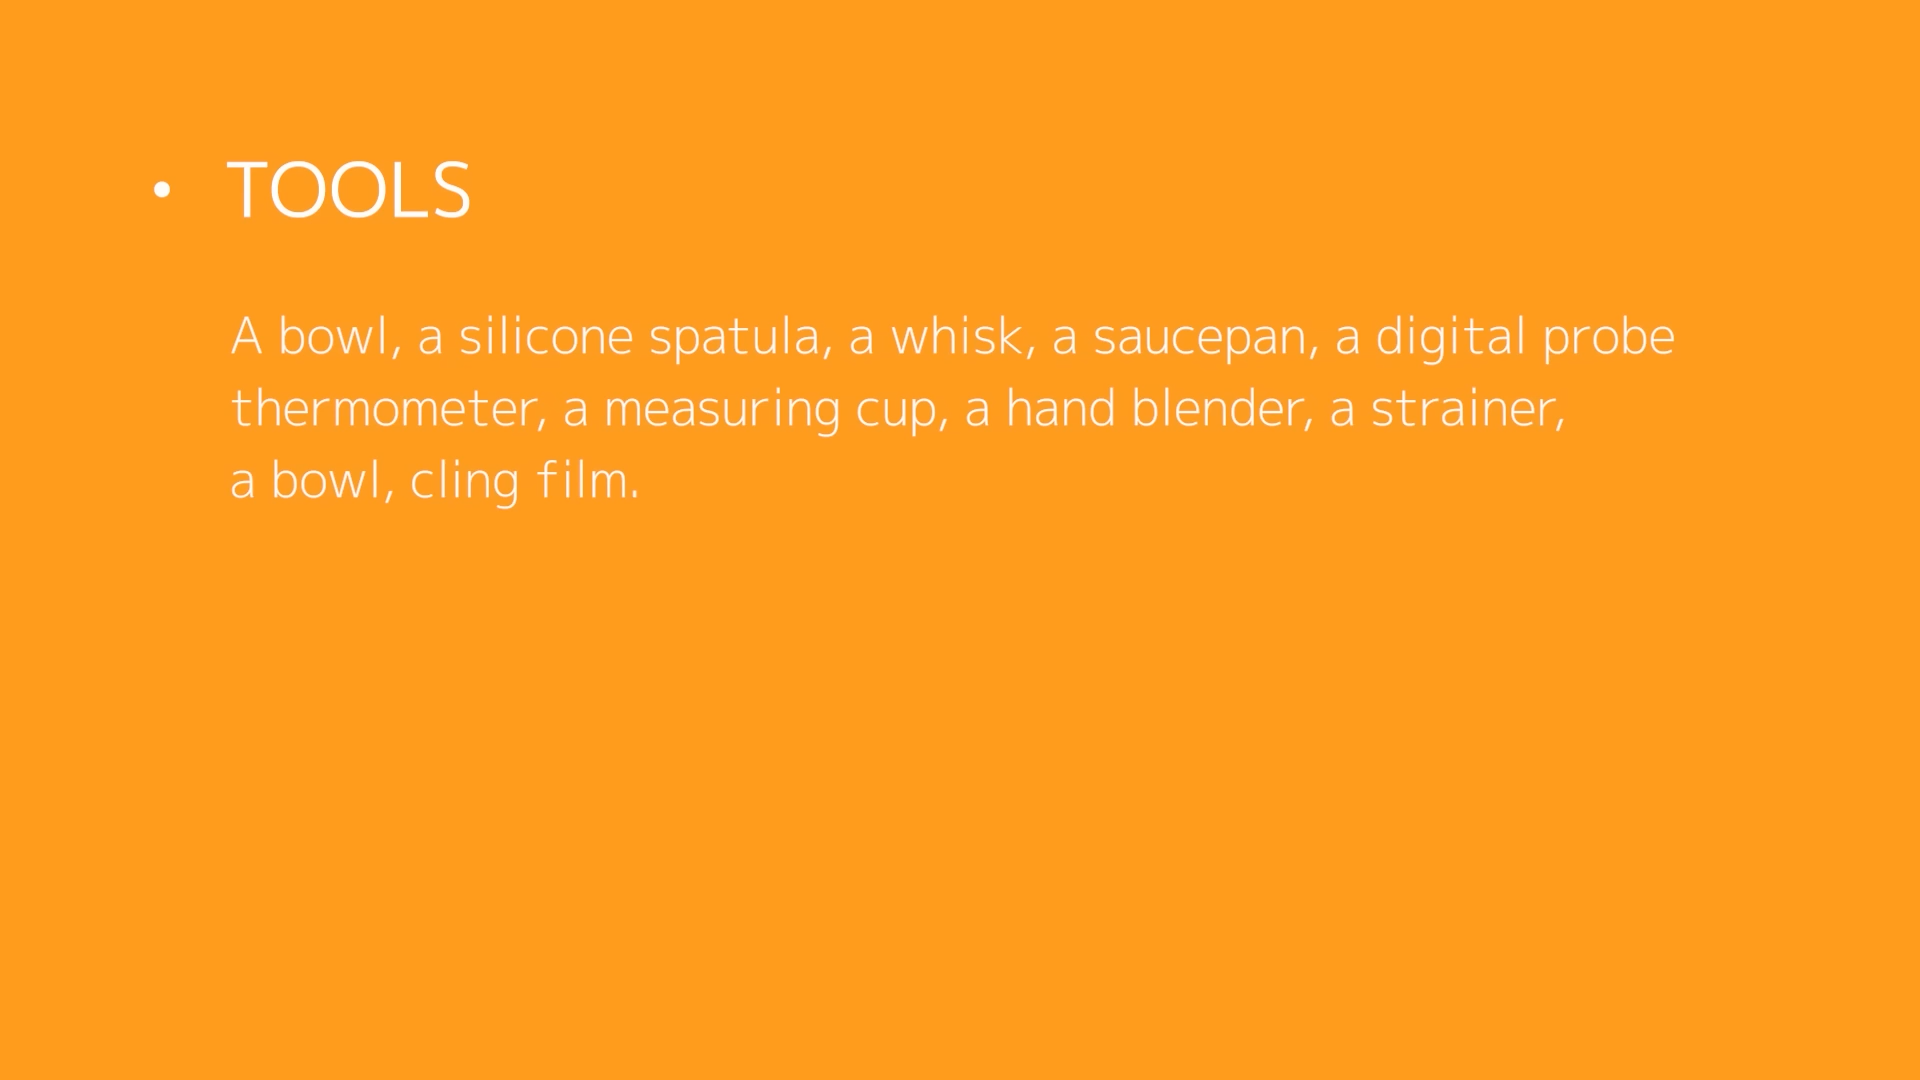 • TOOLS
A bowl, a silicone spatula, a whisk, a saucepan, a digital probe
thermometer, a measuring cup, a hand blender, a strainer,
a bowl, cling film.